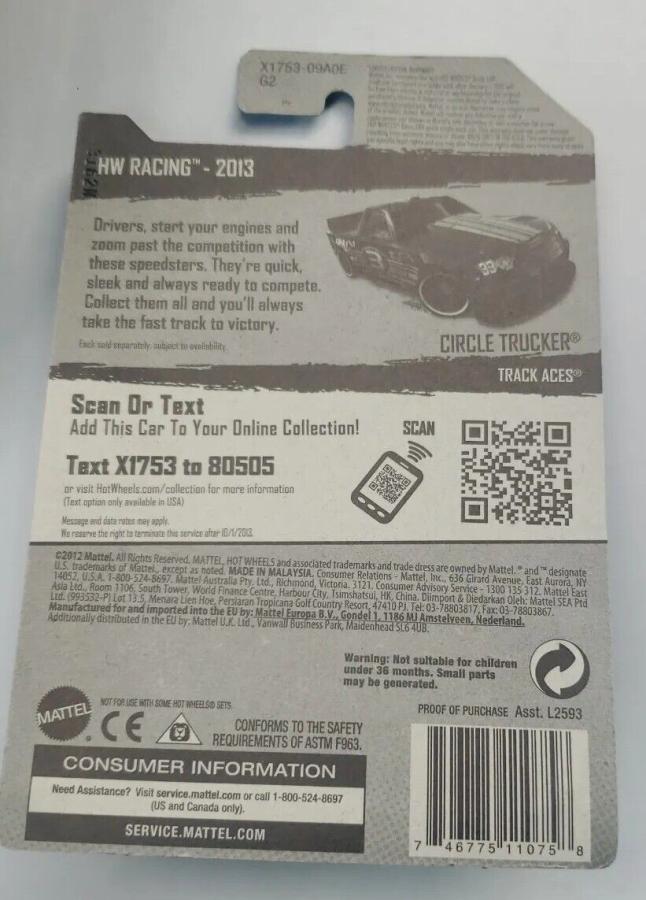 X1753-09A0E
G2
HW RACING™ - 2013
Drivers, start your engines and
zoom past the competition with
these speedsters. They're quick,
sleek and always ready to compete.
Collect them all and you'll always
take the fast track to victory.
Each sold separately, subject to availability.
33
CIRCLE TRUCKER®
TRACK ACES®
Scan Or Text
Add This Car To Your Online Collection!
SCAN
Text X1753 to 80505
or visit HotWheels.com/collection for more information
(Text option only available in USA)
Message and data rates may apply.
We reserve the right to terminate this service after 10/1/2013.
©2012 Mattel. All Rights Reserved. MATTEL, HOT WHEELS and associated trademarks and trade dress are owned by Mattel. ® and ™ designate
U.S. trademarks of Mattel, except as noted. MADE IN MALAYSIA. Consumer Relations - Mattel, Inc., 636 Girard Avenue, East Aurora, NY
14052, U.S.A. 1-800-524-8697. Mattel Australia Pty. Ltd., Richmond, Victoria. 3121. Consumer Advisory Service - 1300 135 312. Mattel East
Asia Ltd., Room 1106, South Tower, World Finance Centre, Harbour City, Tsimshatsui, HK, China. Diimport & Diedarkan Oleh: Mattel SEA Ptd
Ltd. (993532-P) Lot 13.5, Menara Lien Hoe, Persiaran Tropicana Golf Country Resort, 47410 PJ. Tel: 03-78803817, Fax: 03-78803867.
Manufactured for and imported into the EU by: Mattel Europa B.V., Gondel 1, 1186 MJ Amstelveen, Nederland.
Additionally distributed in the EU by: Mattel U.K. Ltd., Vanwall Business Park, Maidenhead SL6 4UB.
Warning: Not suitable for children
under 36 months. Small parts
may be generated.
PROOF OF PURCHASE Asst. L2593
MATTEL
NOT FOR USE WITH SOME HOT WHEELS® SETS.
CE
CONFORMS TO THE SAFETY
REQUIREMENTS OF ASTM F963.
CONSUMER INFORMATION
Need Assistance? Visit service.mattel.com or call 1-800-524-8697
(US and Canada only).
SERVICE.MATTEL.COM
7 46775 11075 8